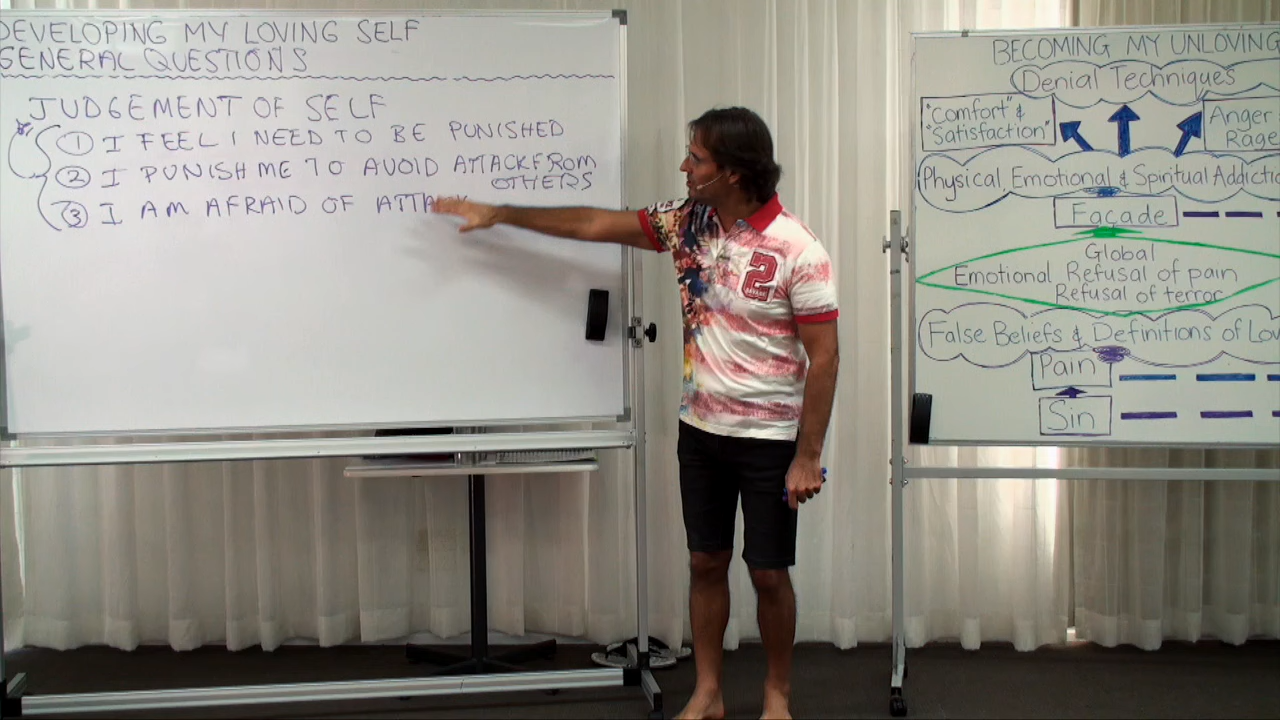 DEVELOPING MY LOVING SELF
GENERAL QUESTIONS
JUDGEMENT OF SELF
① I FEEL I NEED TO BE PUNISHED
② I PUNISH ME TO AVOID ATTACK FROM
OTHERS
③ I AM AFRAID OF ATTACK
2
BECOMING MY UNLOVING
Denial Techniques
"Comfort" &
"Satisfaction"
Anger
Rage
Physical, Emotional & Spiritual Addictio
Façade
Global
Emotional Refusal of pain
Refusal of terror
False Beliefs & Definitions of Lov
Pain
Sin